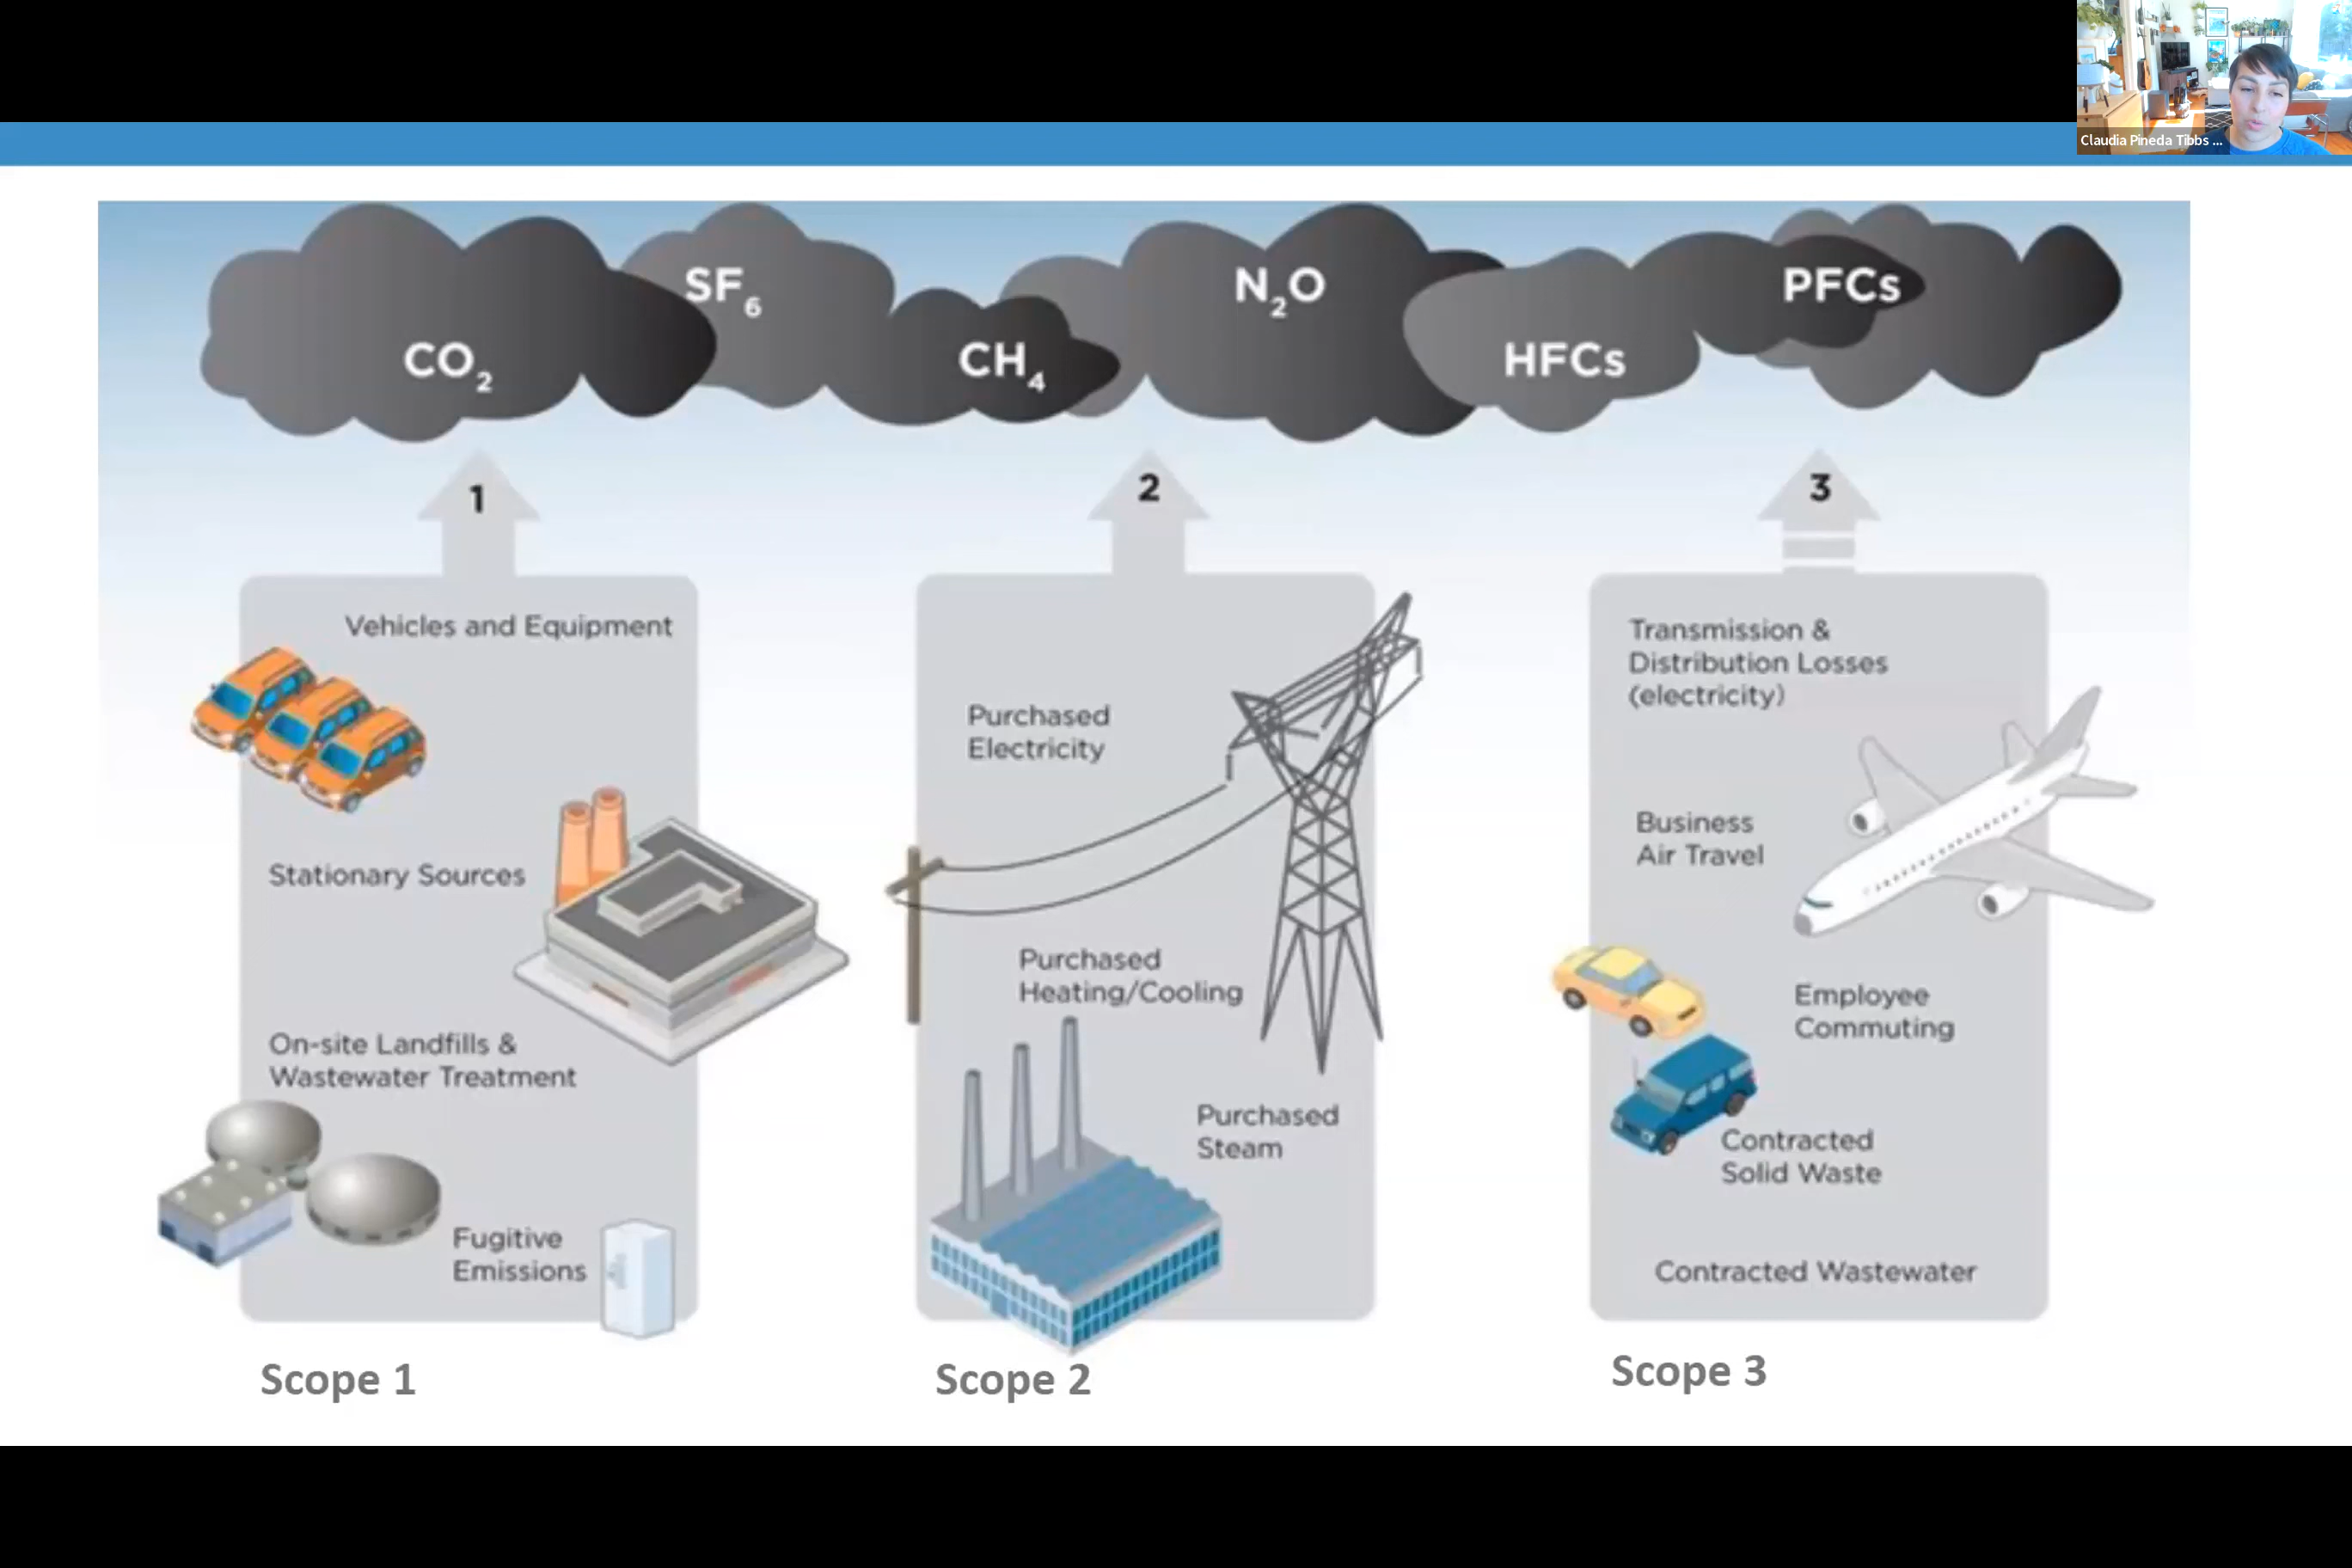 Claudia Pineda Tibbs ...
CO2
SF6
CH4
N2O
HFCs
PFCs
1
Vehicles and Equipment
Stationary Sources
On-site Landfills &
Wastewater Treatment
Fugitive
Emissions
Scope 1
2
Purchased
Electricity
Purchased
Heating/Cooling
Purchased
Steam
Scope 2
3
Transmission &
Distribution Losses
(electricity)
Business
Air Travel
Employee
Commuting
Contracted
Solid Waste
Contracted Wastewater
Scope 3